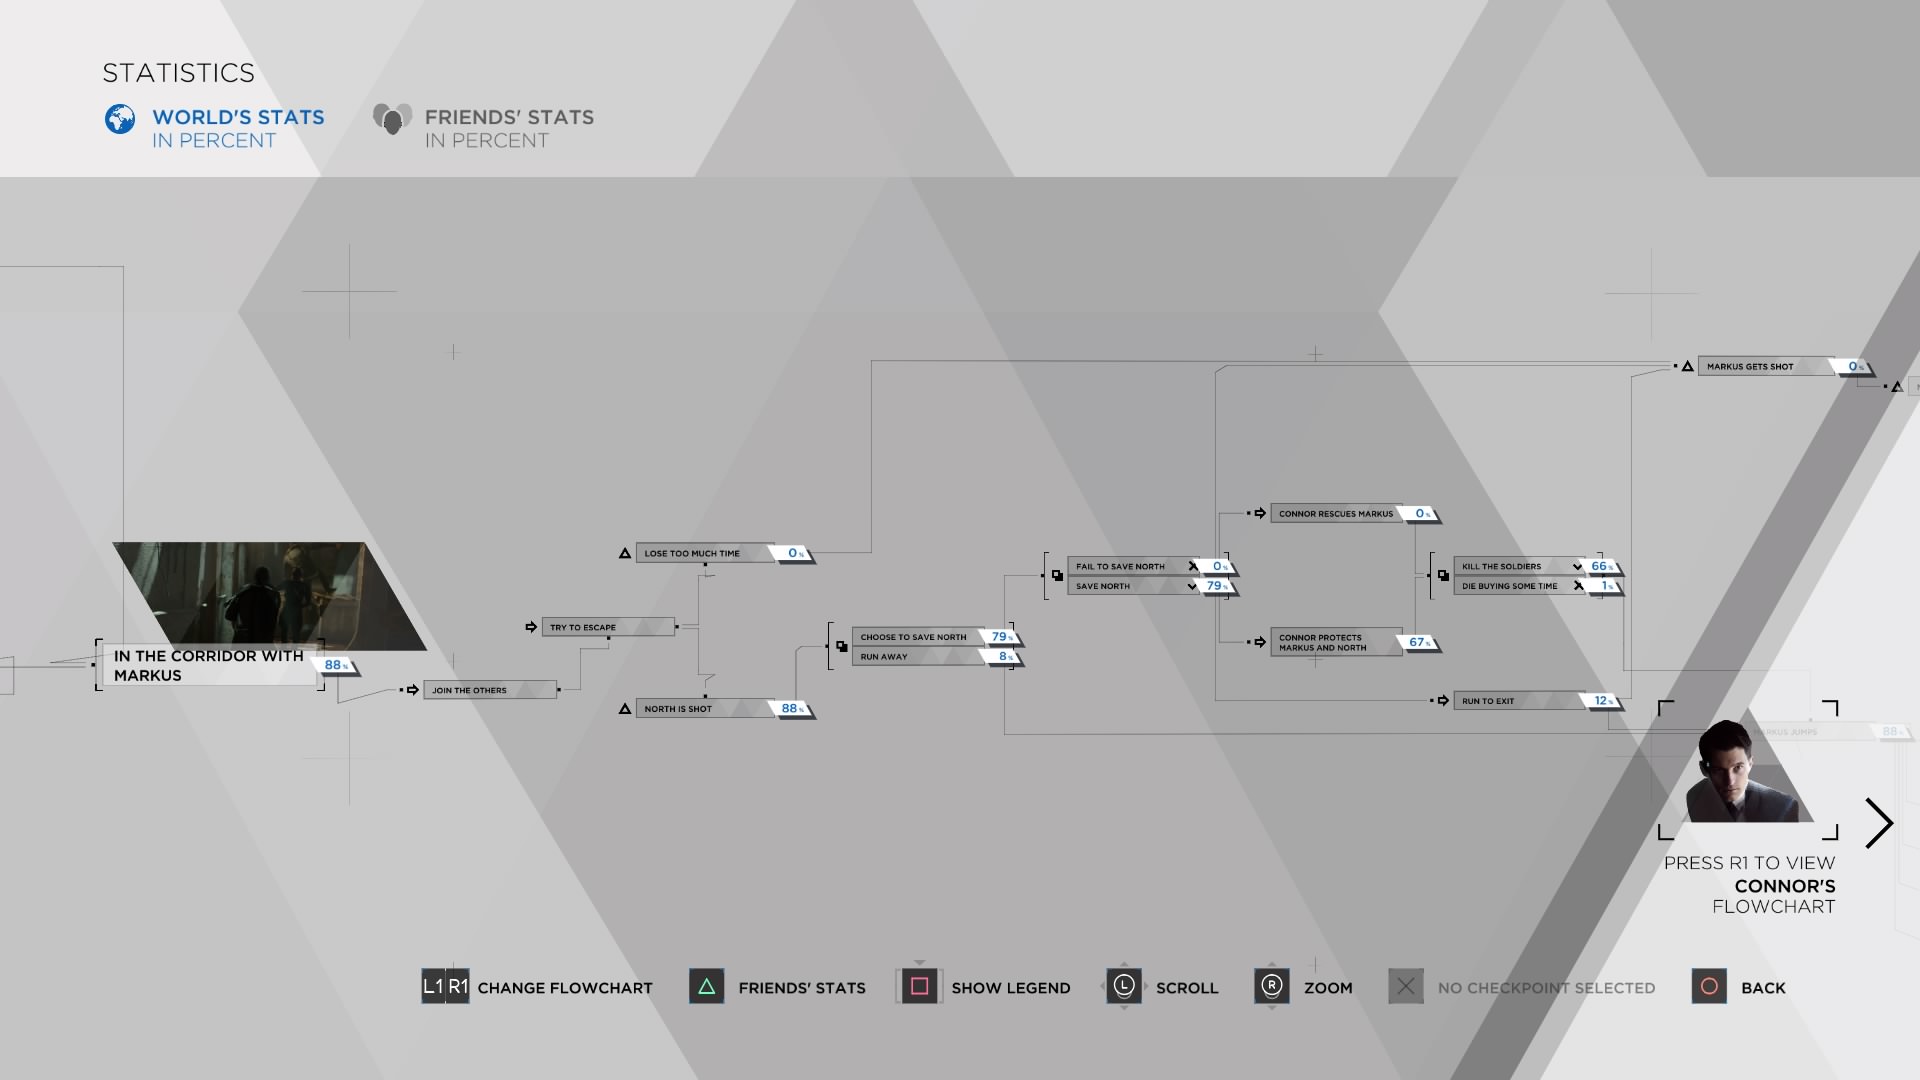 STATISTICS
WORLD'S STATS
IN PERCENT
FRIENDS' STATS
IN PERCENT
MARKUS GETS SHOT 0%
CONNOR RESCUES MARKUS 0%
LOSE TOO MUCH TIME 0%
FAIL TO SAVE NORTH 0%
SAVE NORTH 79%
KILL THE SOLDIERS 66%
DIE BUYING SOME TIME 1%
TRY TO ESCAPE
CHOOSE TO SAVE NORTH 79%
RUN AWAY 8%
CONNOR PROTECTS
MARKUS AND NORTH 67%
IN THE CORRIDOR WITH
MARKUS 88%
JOIN THE OTHERS
NORTH IS SHOT 88%
RUN TO EXIT 12%
MARKUS JUMPS 88%
PRESS R1 TO VIEW
CONNOR'S
FLOWCHART
L1 R1 CHANGE FLOWCHART
FRIENDS' STATS
SHOW LEGEND
L SCROLL
R ZOOM
NO CHECKPOINT SELECTED
BACK